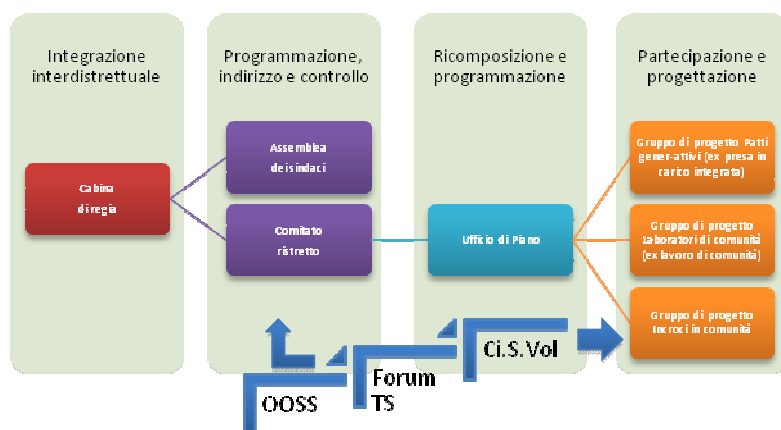 Integrazione
interdistrettuale
Programmazione,
indirizzo e controllo
Ricomposizione e
programmazione
Partecipazione e
progettazione
Cabina
di regia
Assemblea
dei sindaci
Comitato
ristretto
Ufficio di Piano
Gruppo di progetto Patti
gener-attivi (ex presa in
carico integrata)
Gruppo di progetto
Laboratori di comunità
(ex lavoro di comunità)
Gruppo di progetto
Incroci in comunità
OOSS
Forum
TS
Ci.S.Vol